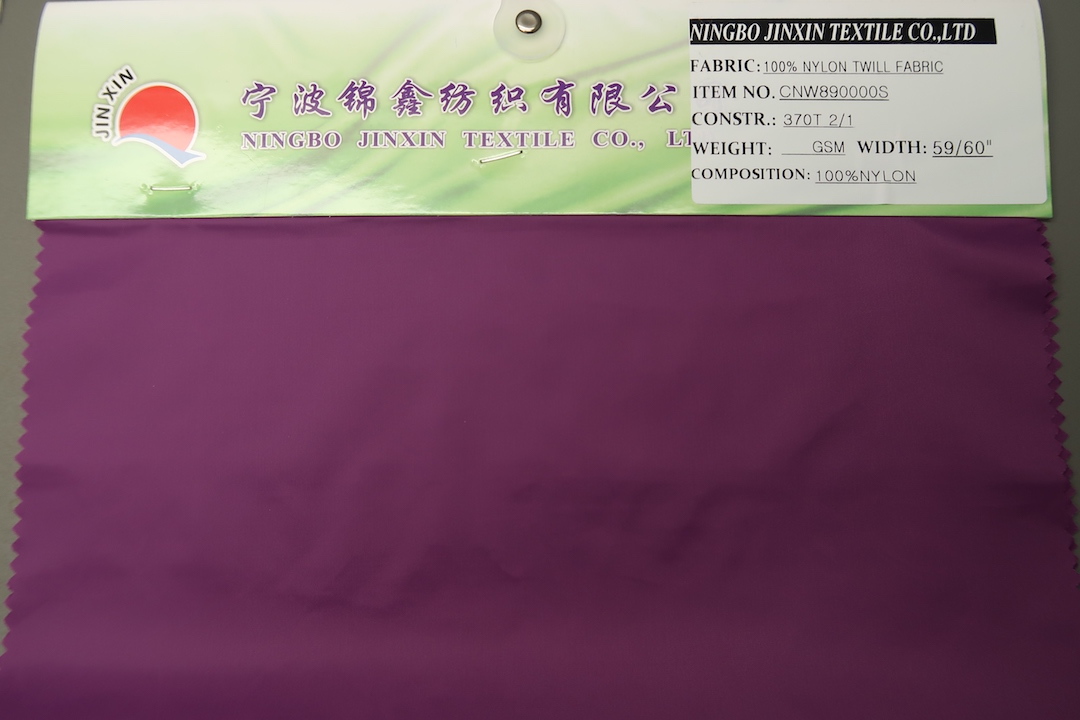 JIN XIN
宁波锦鑫纺织有限公
NINGBO JINXIN TEXTILE CO., LT
NINGBO JINXIN TEXTILE CO.,LTD
FABRIC: 100% NYLON TWILL FABRIC
ITEM NO. CNW890000S
CONSTR.: 370T 2/1
WEIGHT: ___GSM WIDTH: 59/60"
COMPOSITION: 100%NYLON